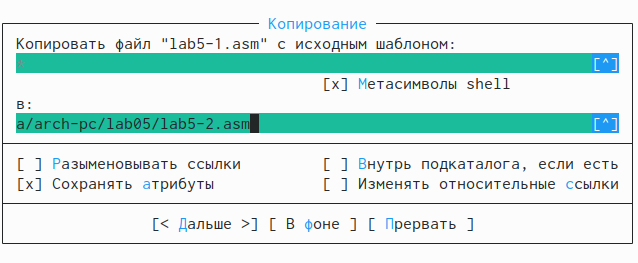 Копирование
Копировать файл "lab5-1.asm" с исходным шаблоном:
*
[^]
[x] Метасимволы shell
в:
a/arch-pc/lab05/lab5-2.asm [^]
[ ] Разыменовывать ссылки [ ] Внутрь подкаталога, если есть
[x] Сохранять атрибуты [ ] Изменять относительные ссылки
[< Дальше >] [ В фоне ] [ Прервать ]